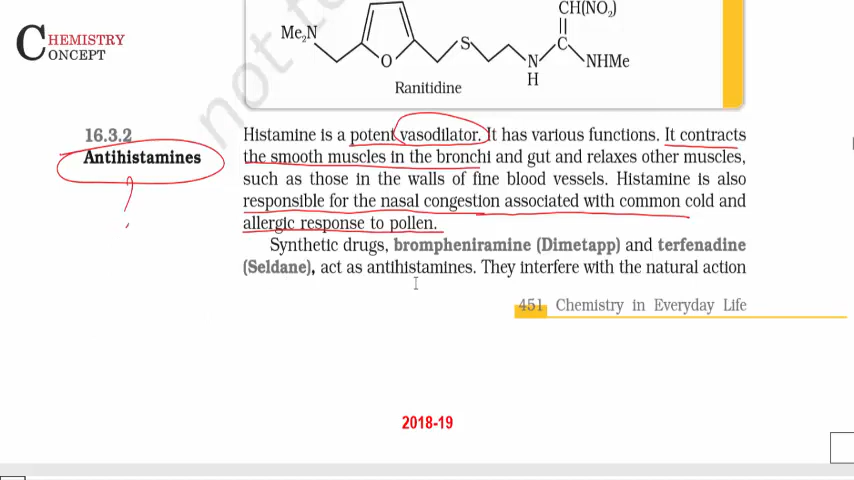 CHEMISTRY
CONCEPT
CH(NO2)
Me2N
S
C
O
N
H
NHMe
Ranitidine
not to
16.3.2
Antihistamines
Histamine is a potent vasodilator. It has various functions. It contracts
the smooth muscles in the bronchi and gut and relaxes other muscles,
such as those in the walls of fine blood vessels. Histamine is also
responsible for the nasal congestion associated with common cold and
allergic response to pollen.
Synthetic drugs, brompheniramine (Dimetapp) and terfenadine
(Seldane), act as antihistamines. They interfere with the natural action
451 Chemistry in Everyday Life
2018-19